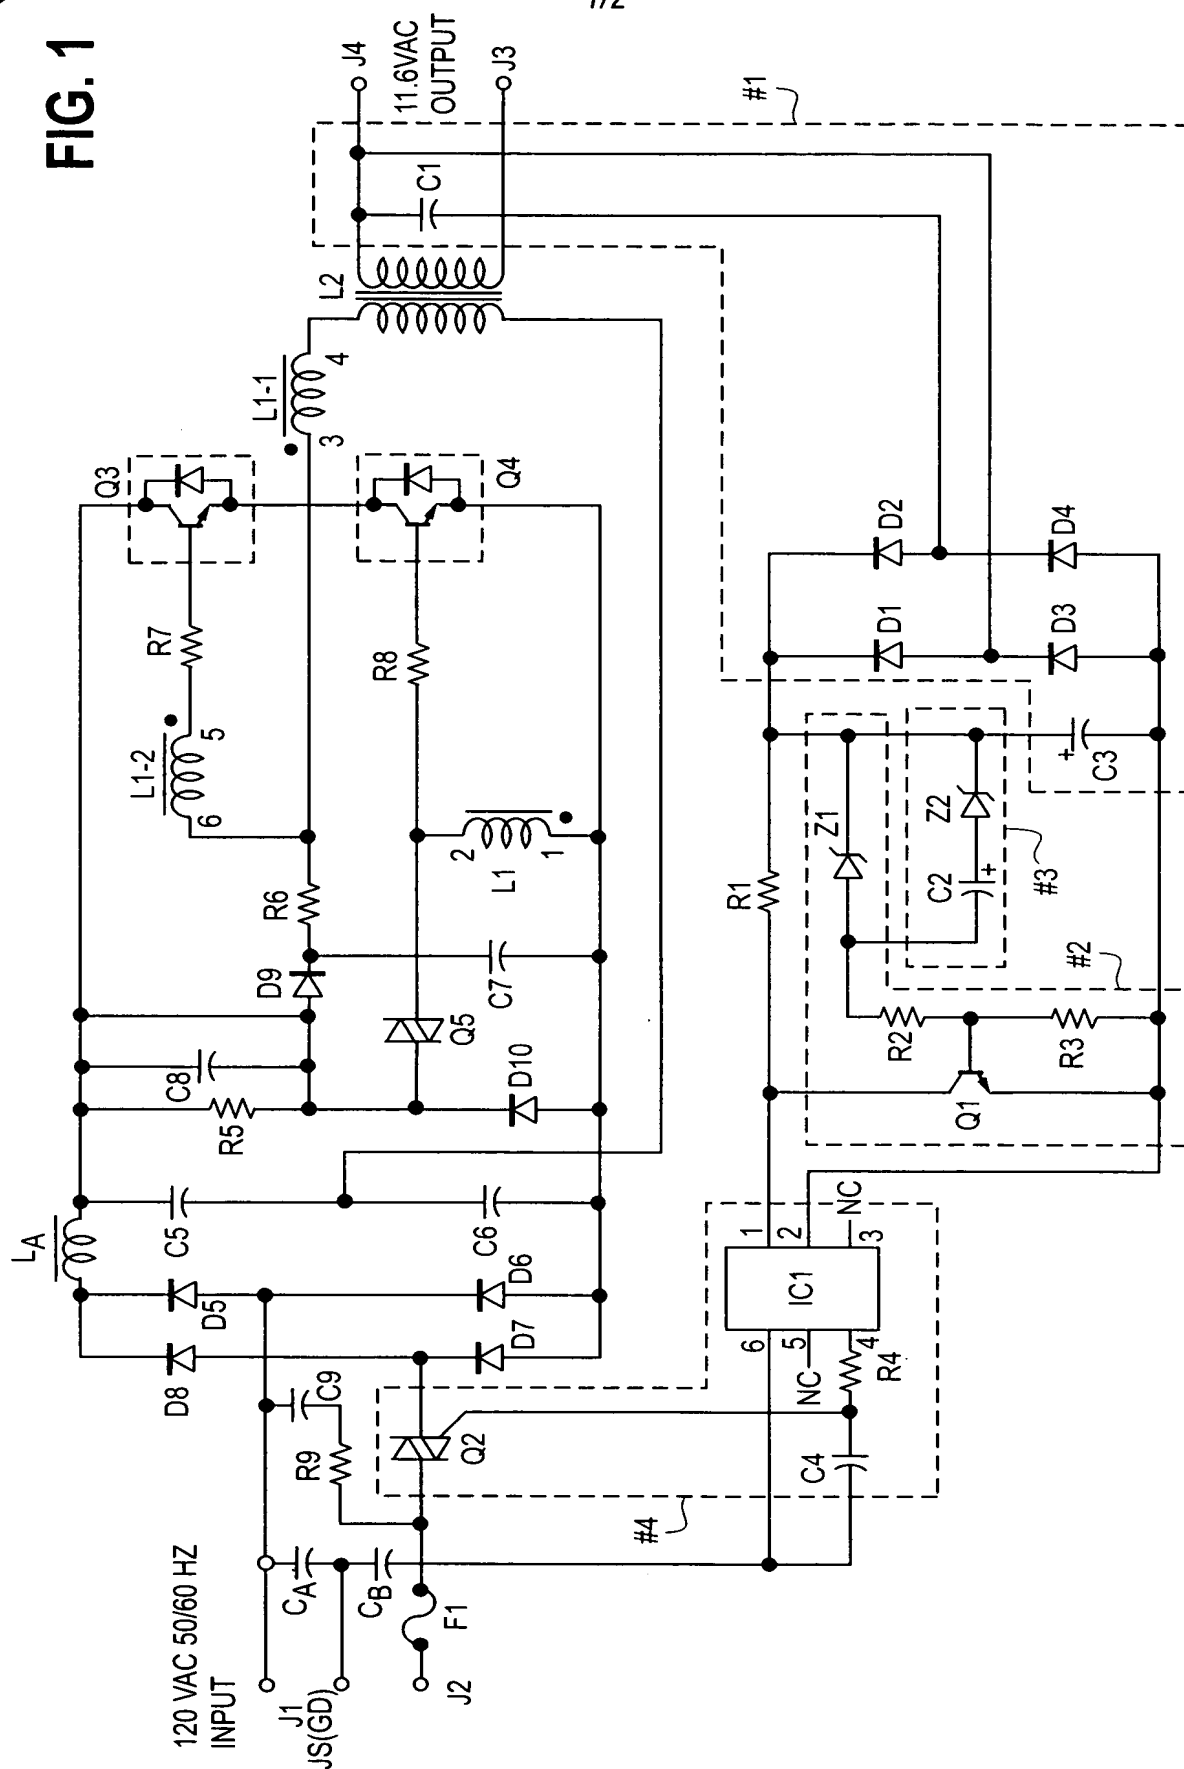 1/2
FIG. 1
J4
11.6VAC
OUTPUT
J3
#1
C1
L2
L1-1
4
3
Q3
Q4
R7
R8
L1-2
5
6
2
1
L1
R6
D9
C7
Q5
C8
R5
D10
LA
C5
C6
D5
D6
D8
D7
C9
R9
Q2
#4
120 VAC 50/60 HZ
INPUT
CA
CB
F1
J1
JS(GD)
J2
D2
D4
D1
D3
C3
+
Z1
Z2
C2
+
#3
#2
R1
R2
R3
Q1
NC
1
2
3
IC1
6
5
4
NC
R4
C4